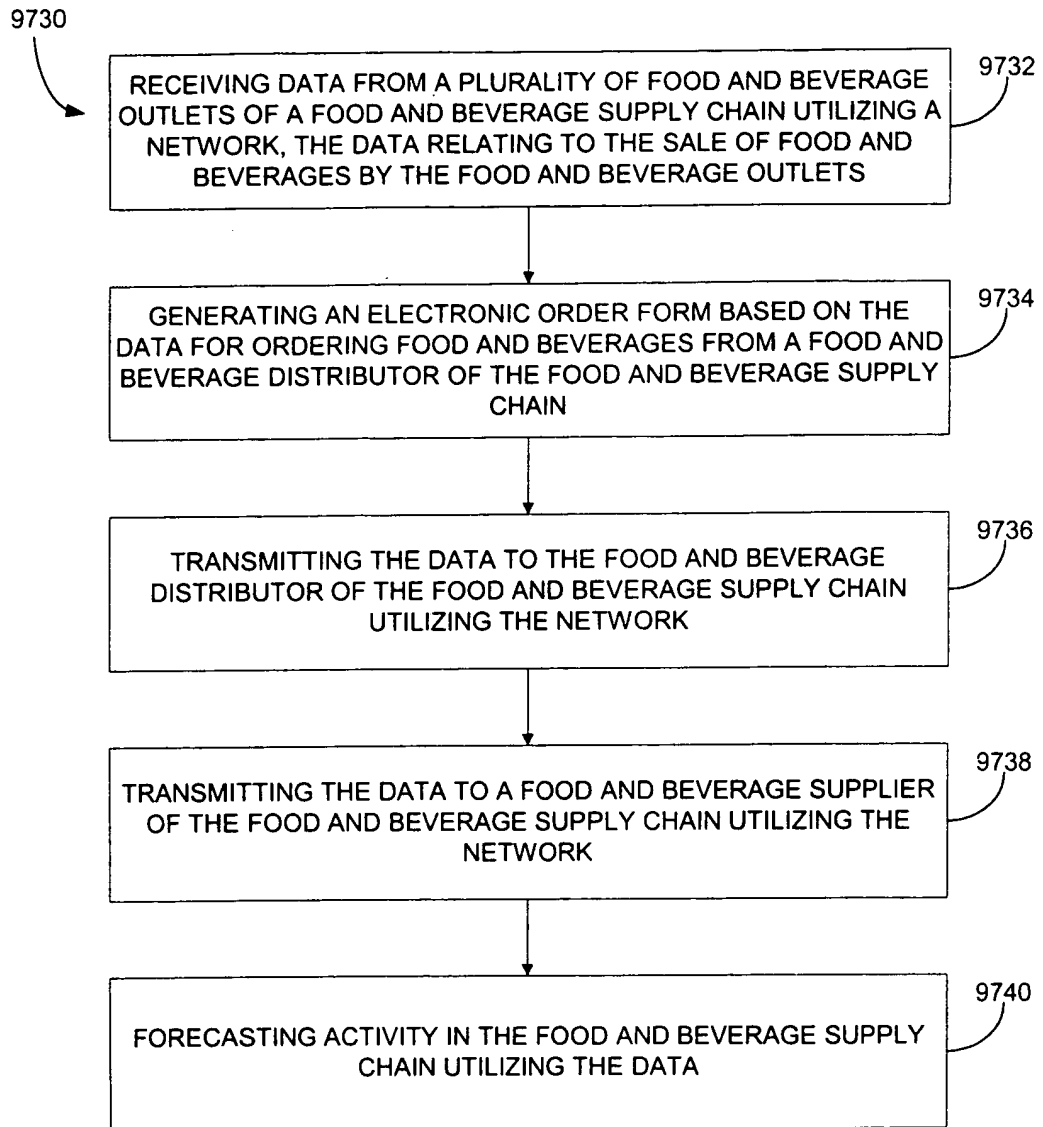 9730
RECEIVING DATA FROM A PLURALITY OF FOOD AND BEVERAGE
OUTLETS OF A FOOD AND BEVERAGE SUPPLY CHAIN UTILIZING A
NETWORK, THE DATA RELATING TO THE SALE OF FOOD AND
BEVERAGES BY THE FOOD AND BEVERAGE OUTLETS
9732
GENERATING AN ELECTRONIC ORDER FORM BASED ON THE
DATA FOR ORDERING FOOD AND BEVERAGES FROM A FOOD AND
BEVERAGE DISTRIBUTOR OF THE FOOD AND BEVERAGE SUPPLY
CHAIN
9734
TRANSMITTING THE DATA TO THE FOOD AND BEVERAGE
DISTRIBUTOR OF THE FOOD AND BEVERAGE SUPPLY CHAIN
UTILIZING THE NETWORK
9736
TRANSMITTING THE DATA TO A FOOD AND BEVERAGE SUPPLIER
OF THE FOOD AND BEVERAGE SUPPLY CHAIN UTILIZING THE
NETWORK
9738
FORECASTING ACTIVITY IN THE FOOD AND BEVERAGE SUPPLY
CHAIN UTILIZING THE DATA
9740